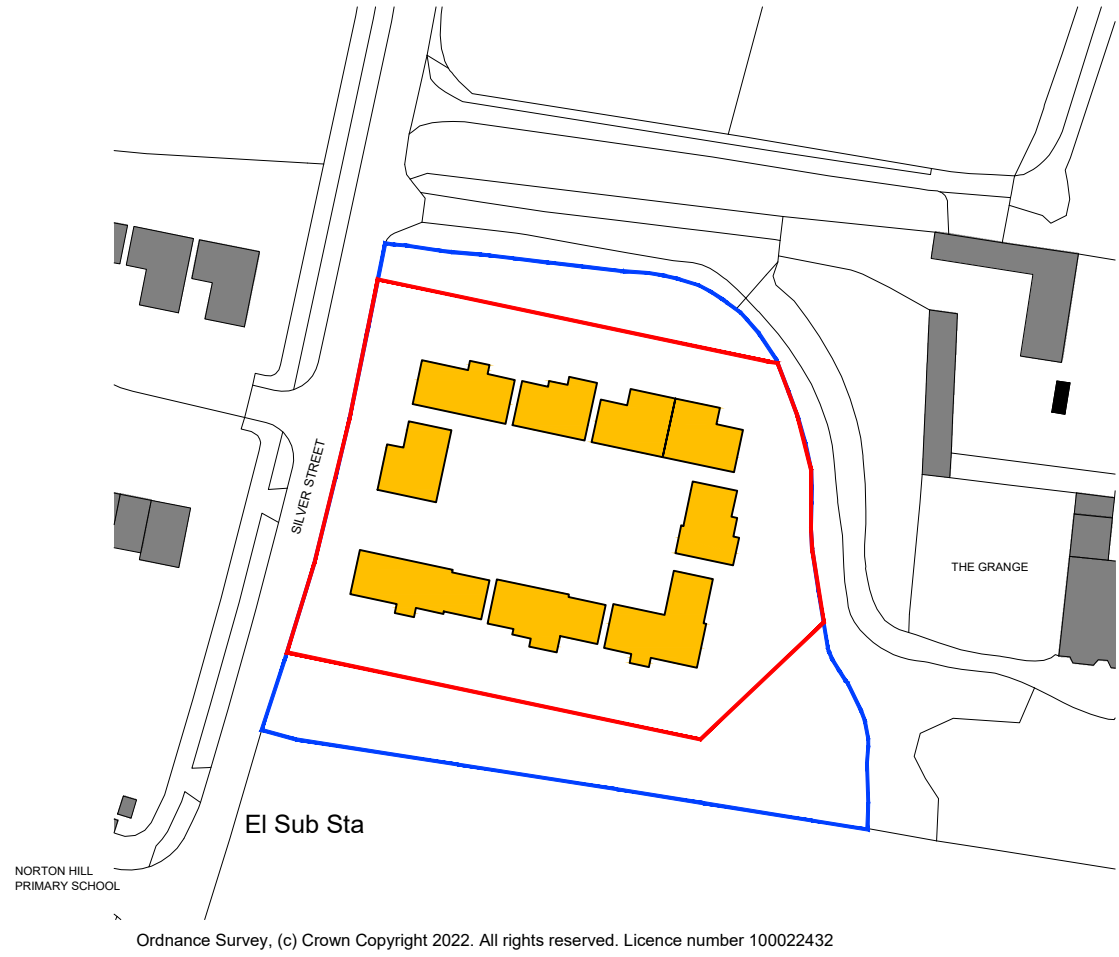 SILVER STREET
THE GRANGE
El Sub Sta
NORTON HILL
PRIMARY SCHOOL
Ordnance Survey, (c) Crown Copyright 2022. All rights reserved. Licence number 100022432